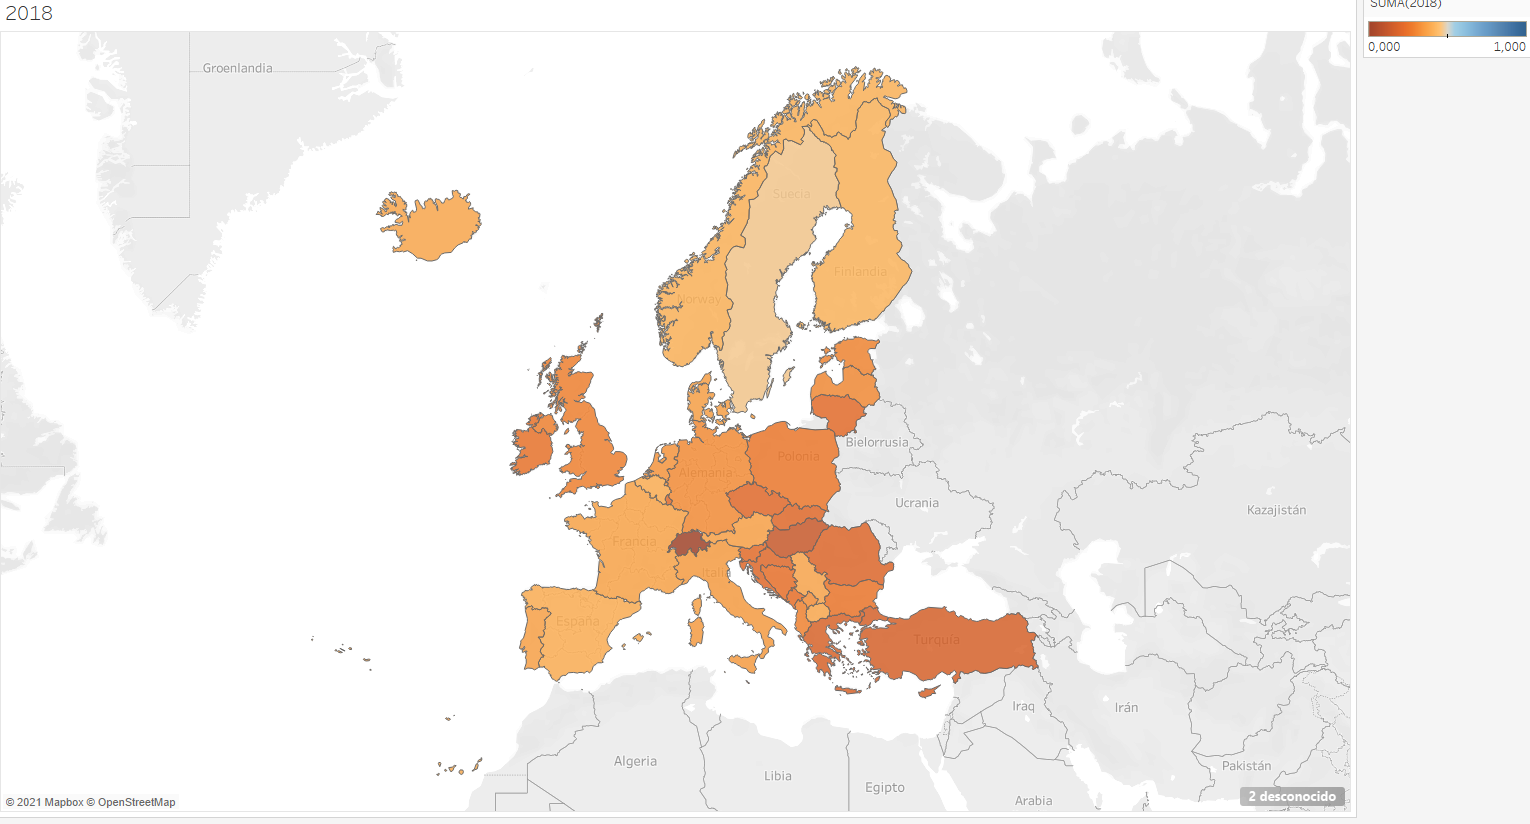 2018
SUMA(2018)
0,000
1,000
Groenlandia
Suecia
Finlandia
Norway
Bielorrusia
Polonia
Alemania
Ucrania
Kazajistán
Francia
Italia
España
Turquía
Iraq
Irán
Algeria
Libia
Egipto
Pakistán
Arabia
© 2021 Mapbox © OpenStreetMap
2 desconocido